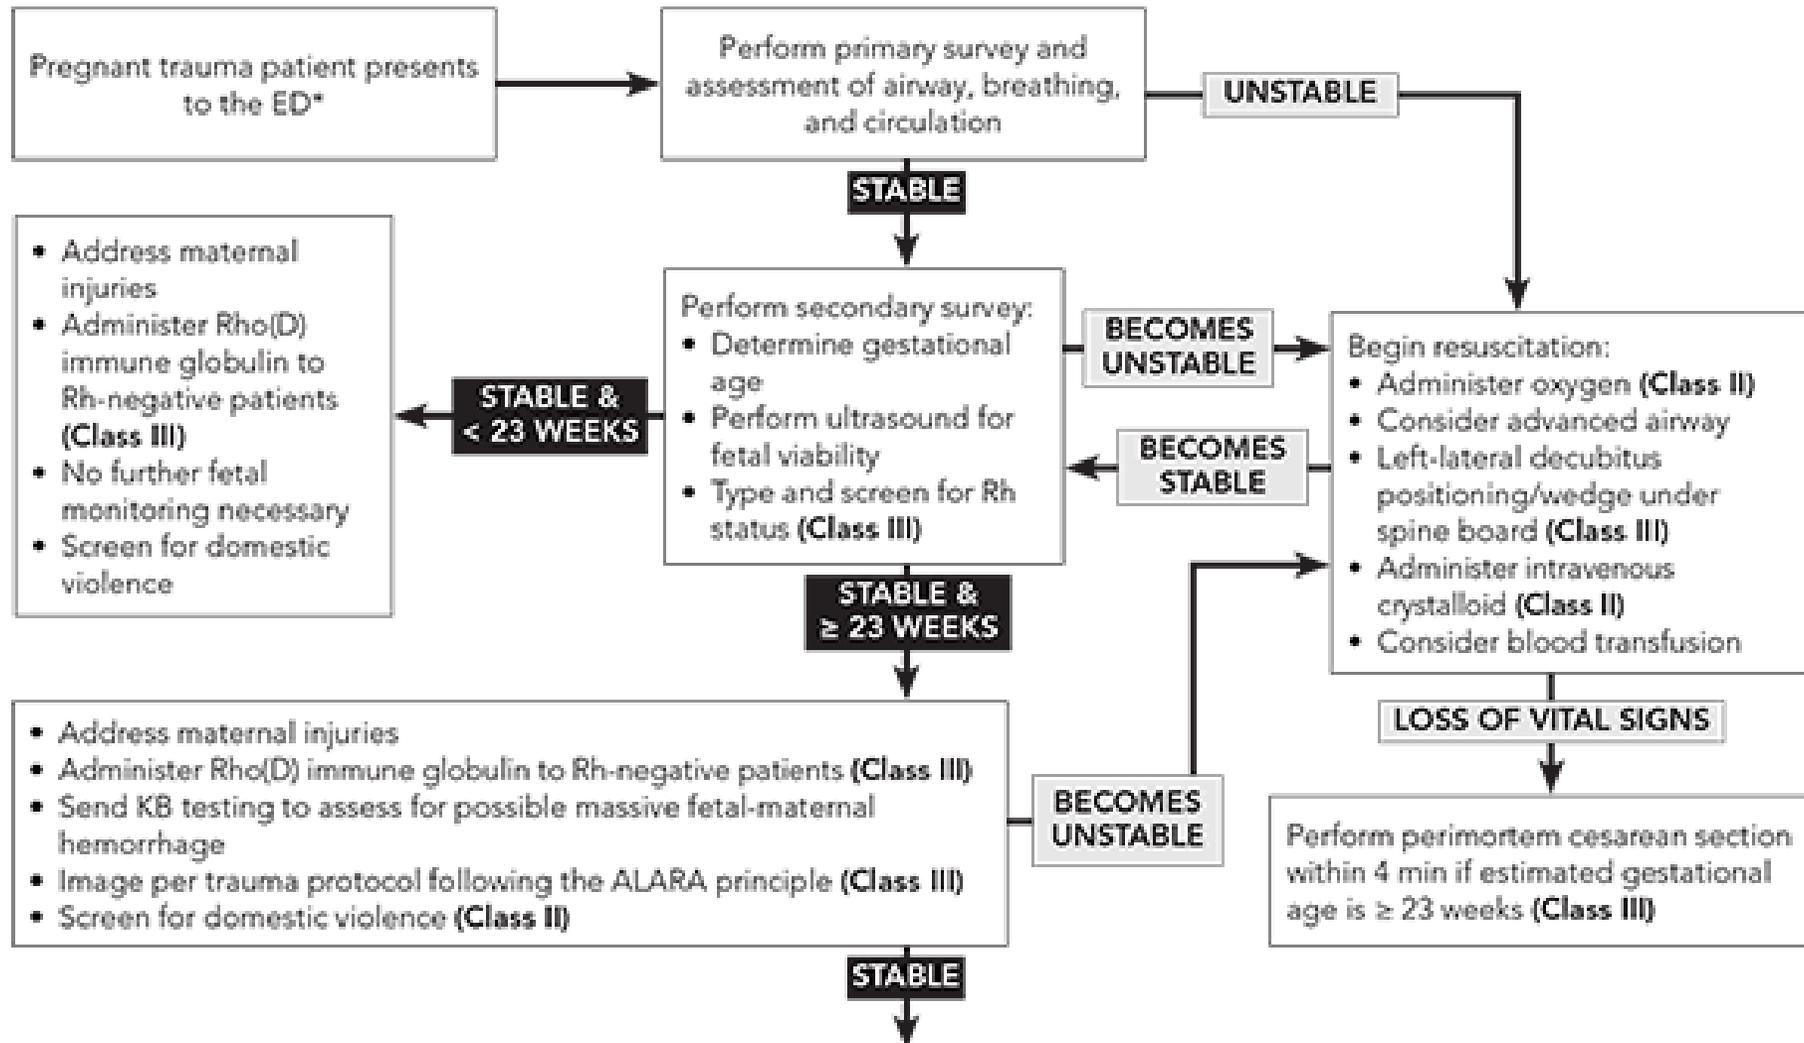 Pregnant trauma patient presents
to the ED*
Perform primary survey and
assessment of airway, breathing,
and circulation
UNSTABLE
STABLE
• Address maternal
injuries
• Administer Rho(D)
immune globulin to
Rh-negative patients
(Class III)
• No further fetal
monitoring necessary
• Screen for domestic
violence
STABLE &
< 23 WEEKS
Perform secondary survey:
• Determine gestational
age
• Perform ultrasound for
fetal viability
• Type and screen for Rh
status (Class III)
BECOMES
UNSTABLE
BECOMES
STABLE
Begin resuscitation:
• Administer oxygen (Class II)
• Consider advanced airway
• Left-lateral decubitus
positioning/wedge under
spine board (Class III)
• Administer intravenous
crystalloid (Class II)
• Consider blood transfusion
STABLE &
≥ 23 WEEKS
LOSS OF VITAL SIGNS
• Address maternal injuries
• Administer Rho(D) immune globulin to Rh-negative patients (Class III)
• Send KB testing to assess for possible massive fetal-maternal
hemorrhage
• Image per trauma protocol following the ALARA principle (Class III)
• Screen for domestic violence (Class II)
BECOMES
UNSTABLE
Perform perimortem cesarean section
within 4 min if estimated gestational
age is ≥ 23 weeks (Class III)
STABLE